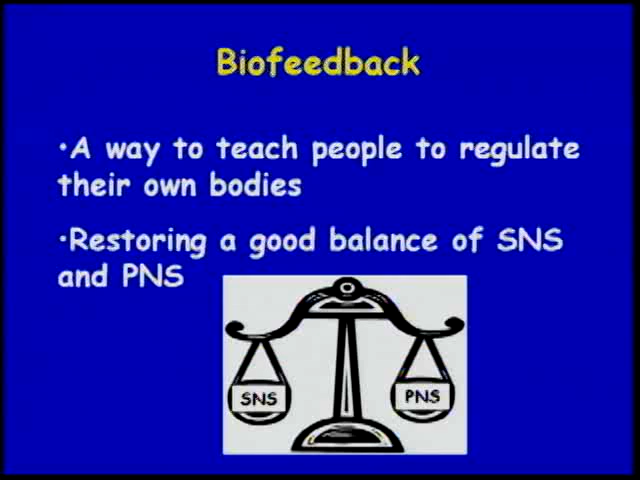 Biofeedback
•A way to teach people to regulate
their own bodies
•Restoring a good balance of SNS
and PNS
SNS
PNS